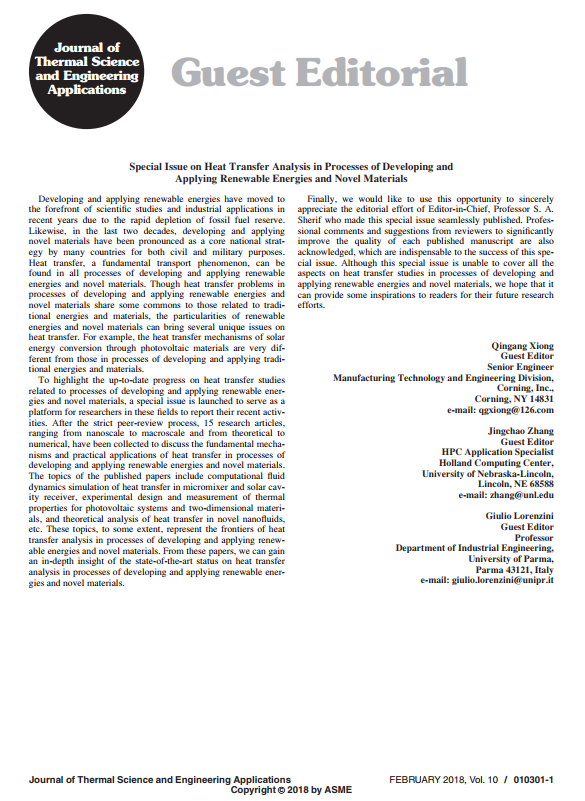 Journal of
Thermal Science
and Engineering
Applications
Guest Editorial
Special Issue on Heat Transfer Analysis in Processes of Developing and
Applying Renewable Energies and Novel Materials
Developing and applying renewable energies have moved to
the forefront of scientific studies and industrial applications in
recent years due to the rapid depletion of fossil fuel reserve.
Likewise, in the last two decades, developing and applying
novel materials have been pronounced as a core national strat-
egy by many countries for both civil and military purposes.
Heat transfer, a fundamental transport phenomenon, can be
found in all processes of developing and applying renewable
energies and novel materials. Though heat transfer problems in
processes of developing and applying renewable energies and
novel materials share some commons to those related to tradi-
tional energies and materials, the particularities of renewable
energies and novel materials can bring several unique issues on
heat transfer. For example, the heat transfer mechanisms of solar
energy conversion through photovoltaic materials are very dif-
ferent from those in processes of developing and applying tradi-
tional energies and materials.
To highlight the up-to-date progress on heat transfer studies
related to processes of developing and applying renewable ener-
gies and novel materials, a special issue is launched to serve as a
platform for researchers in these fields to report their recent activ-
ities. After the strict peer-review process, 15 research articles,
ranging from nanoscale to macroscale and from theoretical to
numerical, have been collected to discuss the fundamental mecha-
nisms and practical applications of heat transfer in processes of
developing and applying renewable energies and novel materials.
The topics of the published papers include computational fluid
dynamics simulation of heat transfer in micromixer and solar cav-
ity receiver, experimental design and measurement of thermal
properties for photovoltaic systems and two-dimensional materi-
als, and theoretical analysis of heat transfer in novel nanofluids,
etc. These topics, to some extent, represent the frontiers of heat
transfer analysis in processes of developing and applying renew-
able energies and novel materials. From these papers, we can gain
an in-depth insight of the state-of-the-art status on heat transfer
analysis in processes of developing and applying renewable ener-
gies and novel materials.
Finally, we would like to use this opportunity to sincerely
appreciate the editorial effort of Editor-in-Chief, Professor S. A.
Sherif who made this special issue seamlessly published. Profes-
sional comments and suggestions from reviewers to significantly
improve the quality of each published manuscript are also
acknowledged, which are indispensable to the success of this spe-
cial issue. Although this special issue is unable to cover all the
aspects on heat transfer studies in processes of developing and
applying renewable energies and novel materials, we hope that it
can provide some inspirations to readers for their future research
efforts.
Qingang Xiong
Guest Editor
Senior Engineer
Manufacturing Technology and Engineering Division,
Corning, Inc.,
Corning, NY 14831
e-mail: qgxiong@126.com
Jingchao Zhang
Guest Editor
HPC Application Specialist
Holland Computing Center,
University of Nebraska-Lincoln,
Lincoln, NE 68588
e-mail: zhang@unl.edu
Giulio Lorenzini
Guest Editor
Professor
Department of Industrial Engineering,
University of Parma,
Parma 43121, Italy
e-mail: giulio.lorenzini@unipr.it
Journal of Thermal Science and Engineering Applications
FEBRUARY 2018, Vol. 10 / 010301-1
Copyright © 2018 by ASME